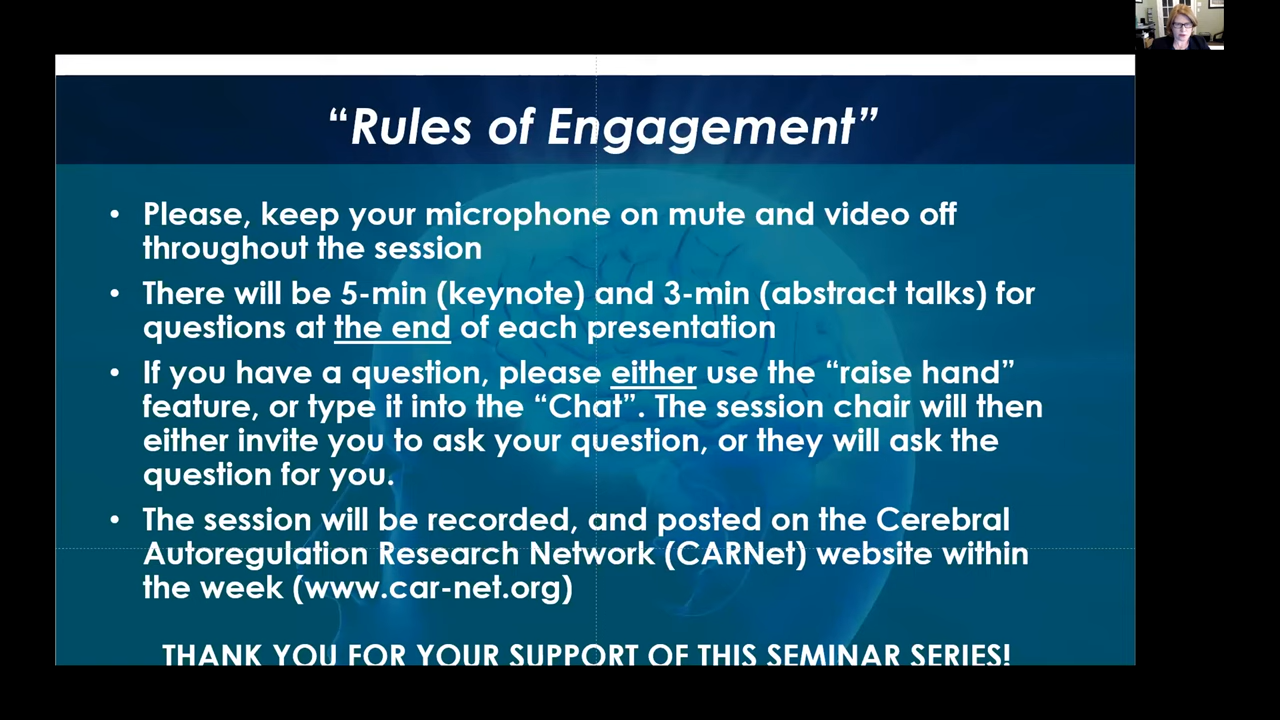 “Rules of Engagement”
• Please, keep your microphone on mute and video off
throughout the session
• There will be 5-min (keynote) and 3-min (abstract talks) for
questions at the end of each presentation
• If you have a question, please either use the “raise hand”
feature, or type it into the “Chat”. The session chair will then
either invite you to ask your question, or they will ask the
question for you.
• The session will be recorded, and posted on the Cerebral
Autoregulation Research Network (CARNet) website within
the week (www.car-net.org)
THANK YOU FOR YOUR SUPPORT OF THIS SEMINAR SERIES!